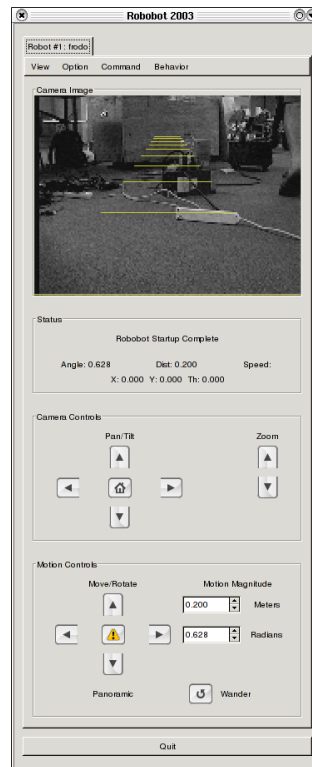 Robobot 2003
Robot #1 : frodo
View Option Command Behavior
Camera Image
Status
Robobot Startup Complete
Angle: 0.628 Dist: 0.200 Speed:
X: 0.000 Y: 0.000 Th: 0.000
Camera Controls
Pan/Tilt Zoom
Motion Controls
Move/Rotate Motion Magnitude
0.200 Meters
0.628 Radians
Panoramic Wander
Quit